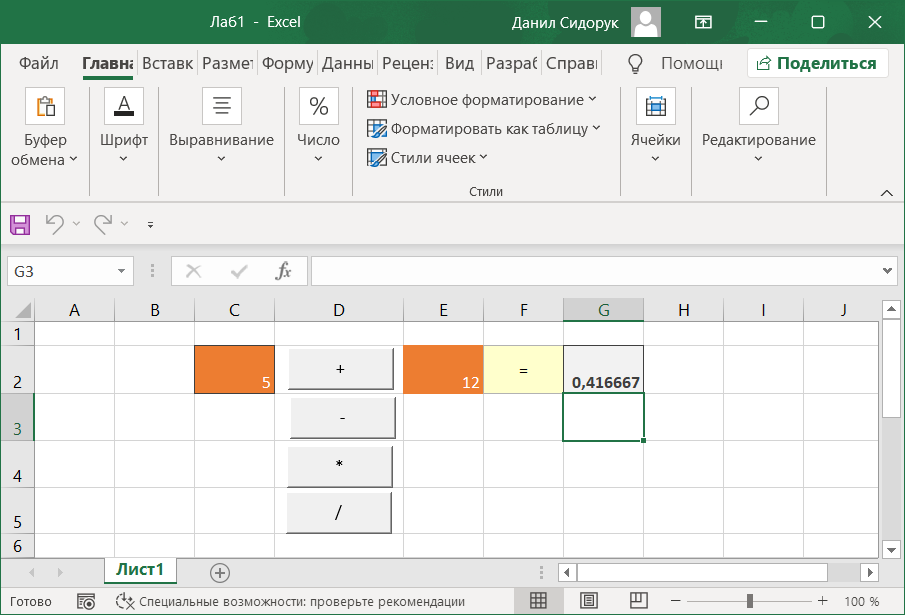 Лаб1 - Excel
Данил Сидорук
Файл Главна Вставк Размет Форму Данны Реценз Вид Разраб Справі Помощı Поделиться
Буфер обмена
Шрифт
Выравнивание
Число
Условное форматирование
Форматировать как таблицу
Стили ячеек
Стили
Ячейки
Редактирование
G3
fx
A B C D E F G H I J
1
2 5 + 12 = 0,416667
3 -
4 *
5 /
6
Лист1
Готово
Специальные возможности: проверьте рекомендации
100 %